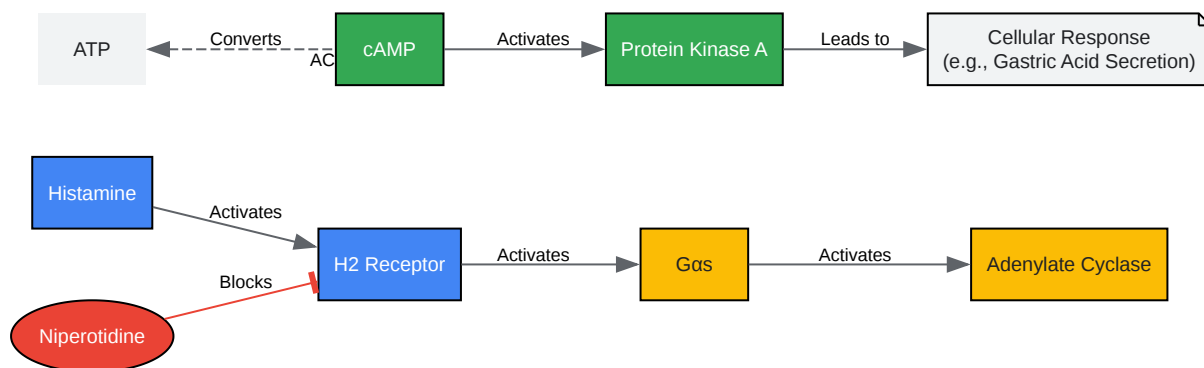 ATP
Converts
AC
cAMP
Activates
Protein Kinase A
Leads to
Cellular Response
(e.g., Gastric Acid Secretion)
Histamine
Activates
Blocks
Niperotidine
H2 Receptor
Activates
Gαs
Activates
Adenylate Cyclase